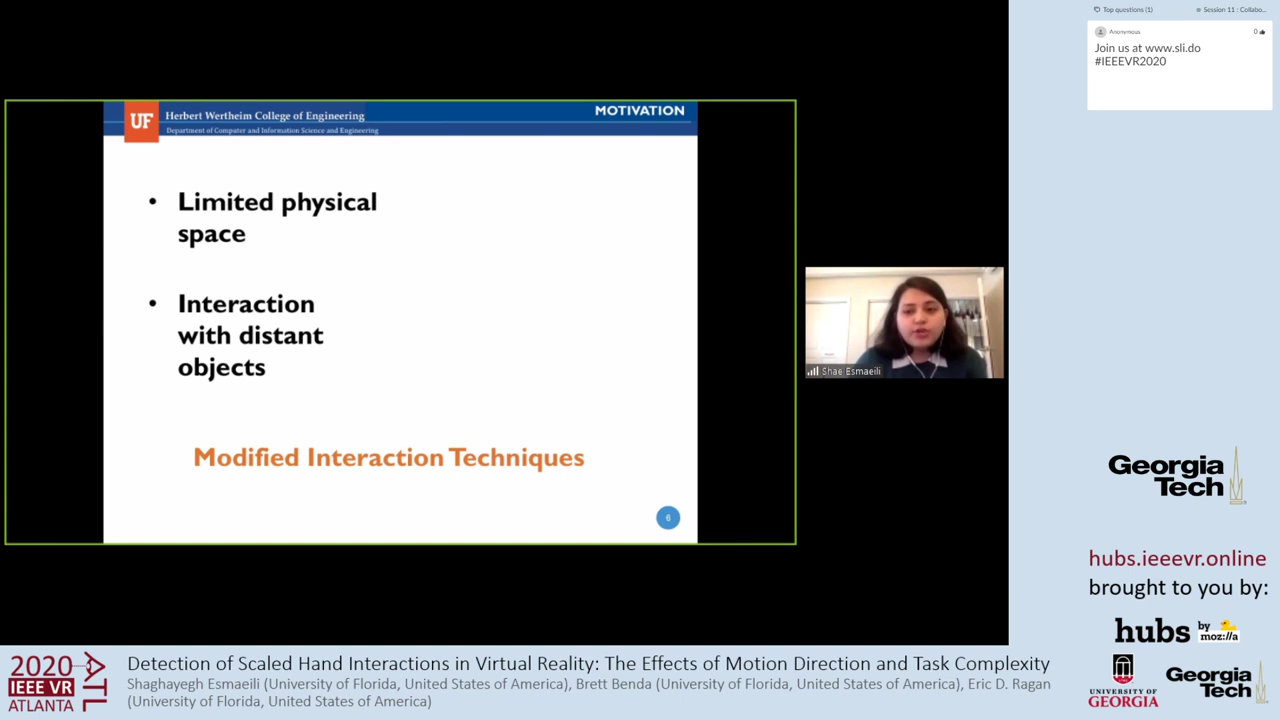 Top questions (1)
Session 11 : Collabo...
Anonymous
0
Join us at www.sli.do
#IEEEVR2020
UF
Herbert Wertheim College of Engineering
Department of Computer and Information Science and Engineering
MOTIVATION
• Limited physical
space
• Interaction
with distant
objects
Modified Interaction Techniques
6
Shae Esmaeili
Georgia
Tech
hubs.ieeevr.online
brought to you by:
hubs by
moz://a
UNIVERSITY OF
GEORGIA
Georgia
Tech
2020
IEEE VR
ATLANTA
ATL
Detection of Scaled Hand Interactions in Virtual Reality: The Effects of Motion Direction and Task Complexity
Shaghayegh Esmaeili (University of Florida, United States of America), Brett Benda (University of Florida, United States of America), Eric D. Ragan
(University of Florida, United States of America)